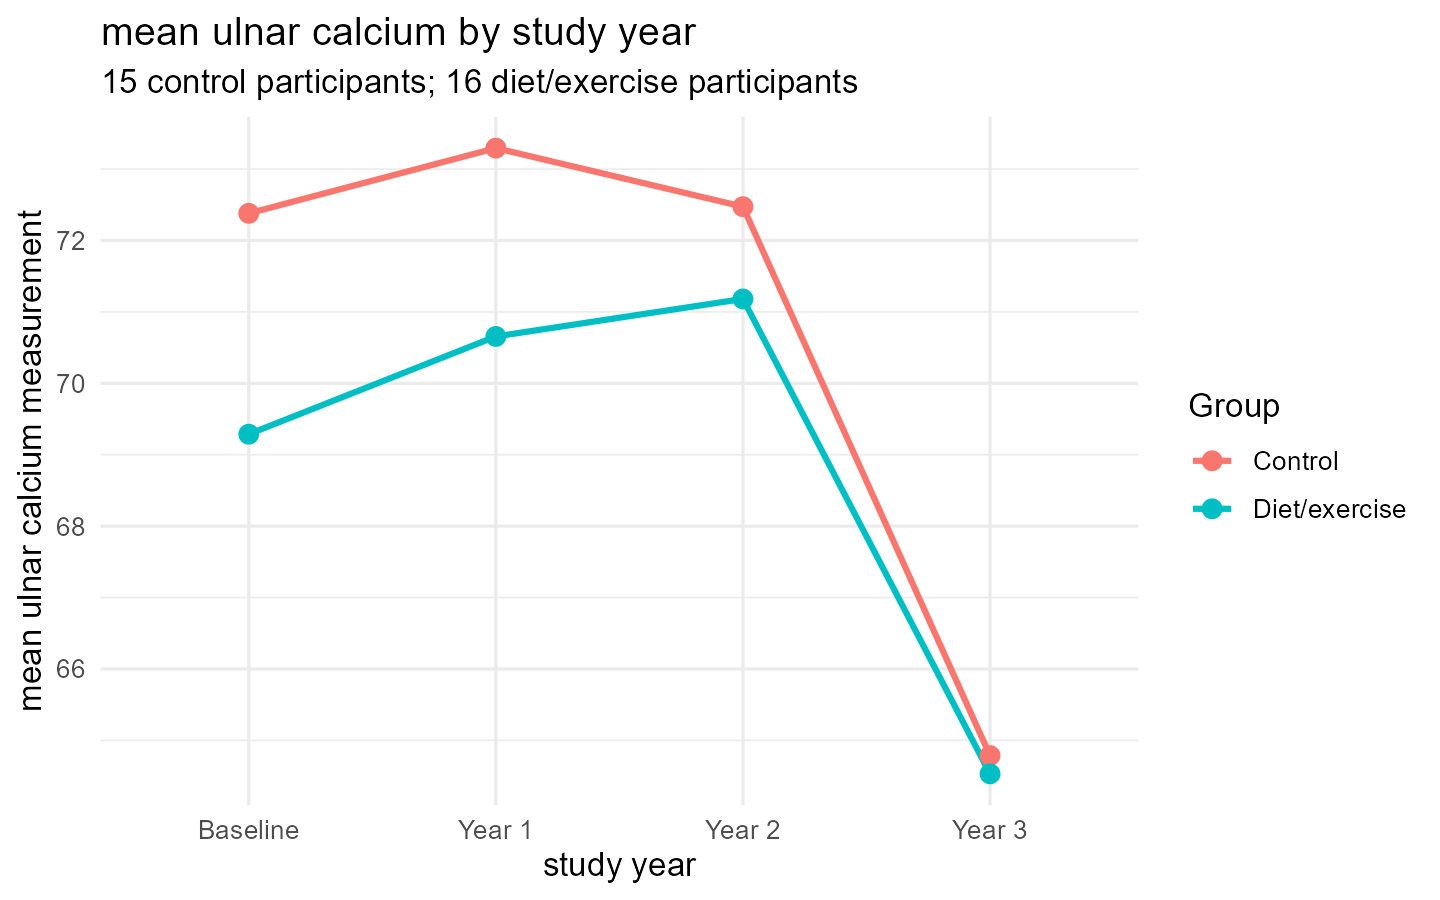 mean ulnar calcium by study year
15 control participants; 16 diet/exercise participants
mean ulnar calcium measurement
72
70
68
66
Baseline
Year 1
Year 2
Year 3
study year
Group
Control
Diet/exercise